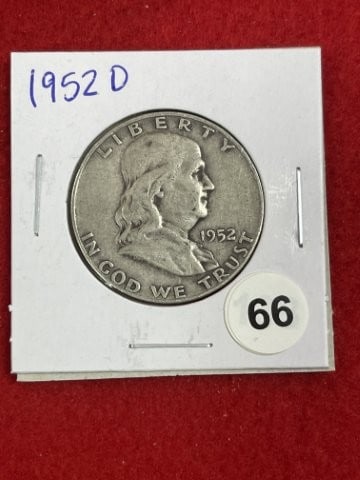 1952 D
LIBERTY
1952
IN GOD WE TRUST
66